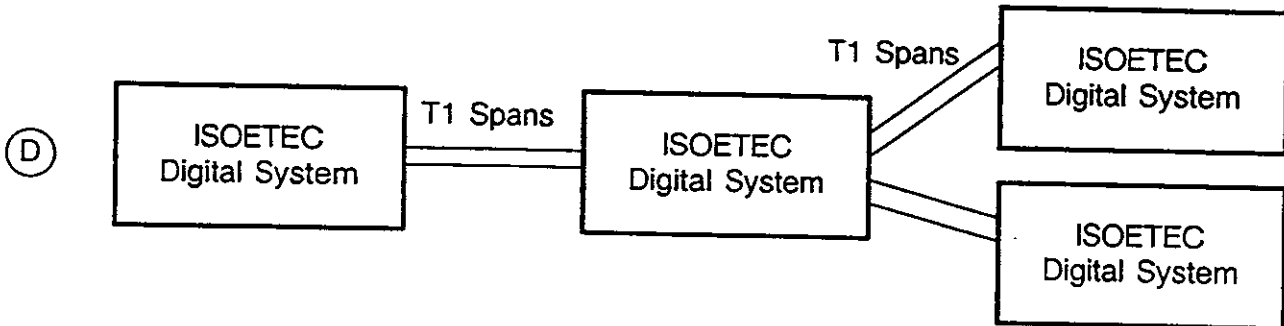 D
ISOETEC
Digital System
T1 Spans
ISOETEC
Digital System
T1 Spans
ISOETEC
Digital System
ISOETEC
Digital System